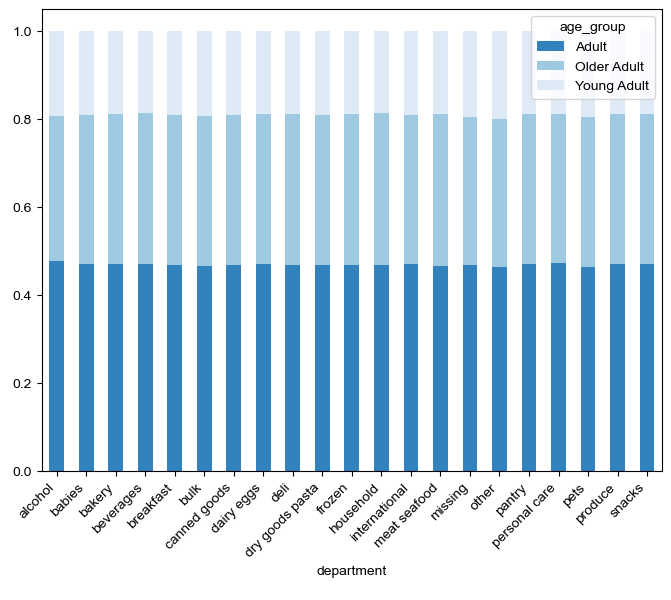 age_group
Adult
Older Adult
Young Adult
1.0
0.8
0.6
0.4
0.2
0.0
alcohol
babies
bakery
beverages
breakfast
bulk
canned goods
dairy eggs
deli
dry goods pasta
frozen
household
international
meat seafood
missing
other
pantry
personal care
pets
produce
snacks
department